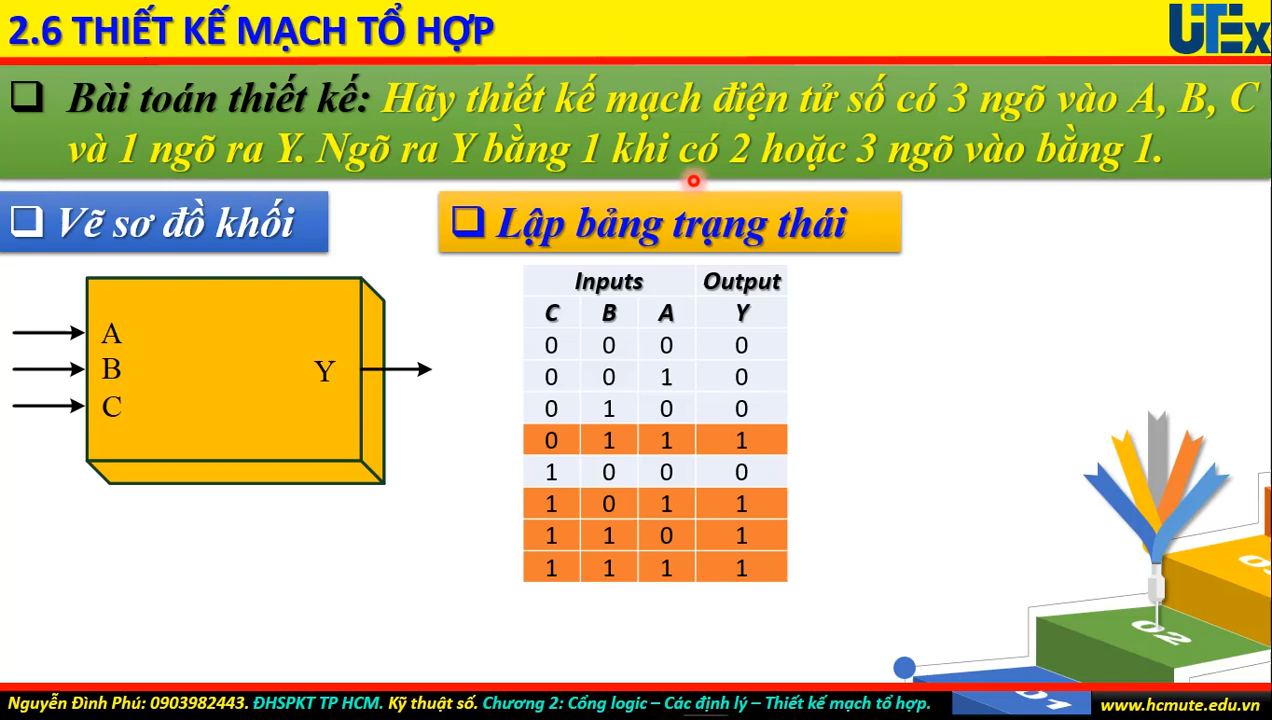 2.6 THIẾT KẾ MẠCH TỔ HỢP
UTEx
Bài toán thiết kế: Hãy thiết kế mạch điện tử số có 3 ngõ vào A, B, C
và 1 ngõ ra Y. Ngõ ra Y bằng 1 khi có 2 hoặc 3 ngõ vào bằng 1.
Vẽ sơ đồ khối
Lập bảng trạng thái
A
B
C
Y
Inputs Output
C B A Y
0 0 0 0
0 0 1 0
0 1 0 0
0 1 1 1
1 0 0 0
1 0 1 1
1 1 0 1
1 1 1 1
03
02
01
Nguyễn Đình Phú: 0903982443. ĐHSPKT TP HCM. Kỹ thuật số. Chương 2: Cổng logic – Các định lý – Thiết kế mạch tổ hợp.
www.hcmute.edu.vn